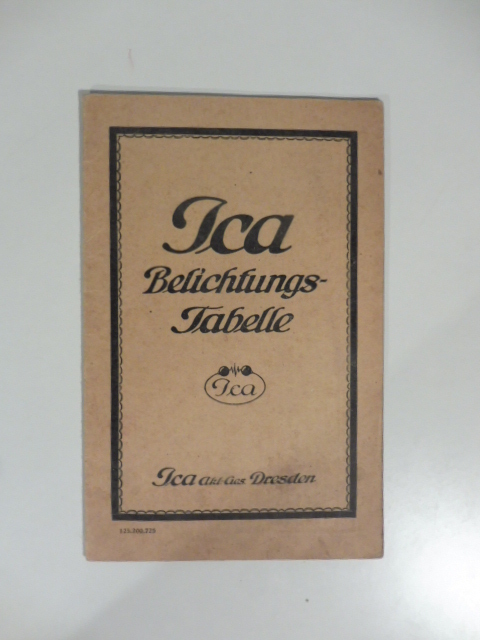 Ica
Belichtungs-
Tabelle
Ica
Ica Akt-Ges. Dresden